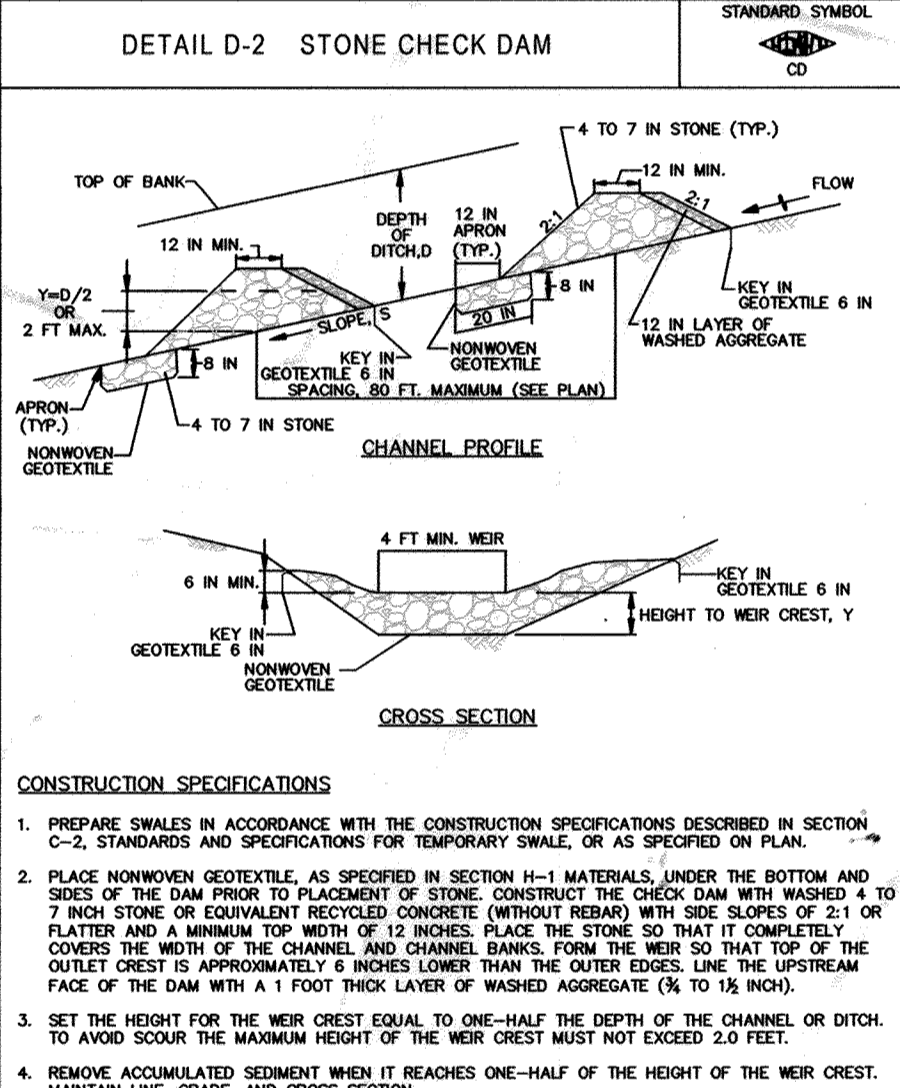 DETAIL D-2 STONE CHECK DAM
STANDARD SYMBOL
CD
4 TO 7 IN STONE (TYP.)
12 IN MIN.
FLOW
TOP OF BANK
2:1
2:1
DEPTH
OF
DITCH,D
12 IN
APRON
(TYP.)
12 IN MIN.
Y=D/2
OR
2 FT MAX.
8 IN
20 IN
KEY IN
GEOTEXTILE 6 IN
12 IN LAYER OF
WASHED AGGREGATE
SLOPE, S
NONWOVEN
GEOTEXTILE
KEY IN
GEOTEXTILE 6 IN
SPACING, 80 FT. MAXIMUM (SEE PLAN)
8 IN
APRON
(TYP.)
4 TO 7 IN STONE
NONWOVEN
GEOTEXTILE
CHANNEL PROFILE
4 FT MIN. WEIR
6 IN MIN.
KEY IN
GEOTEXTILE 6 IN
HEIGHT TO WEIR CREST, Y
KEY IN
GEOTEXTILE 6 IN
NONWOVEN
GEOTEXTILE
CROSS SECTION
CONSTRUCTION SPECIFICATIONS
1. PREPARE SWALES IN ACCORDANCE WITH THE CONSTRUCTION SPECIFICATIONS DESCRIBED IN SECTION
C-2, STANDARDS AND SPECIFICATIONS FOR TEMPORARY SWALE, OR AS SPECIFIED ON PLAN.
2. PLACE NONWOVEN GEOTEXTILE, AS SPECIFIED IN SECTION H-1 MATERIALS, UNDER THE BOTTOM AND
SIDES OF THE DAM PRIOR TO PLACEMENT OF STONE. CONSTRUCT THE CHECK DAM WITH WASHED 4 TO
7 INCH STONE OR EQUIVALENT RECYCLED CONCRETE (WITHOUT REBAR) WITH SIDE SLOPES OF 2:1 OR
FLATTER AND A MINIMUM TOP WIDTH OF 12 INCHES. PLACE THE STONE SO THAT IT COMPLETELY
COVERS THE WIDTH OF THE CHANNEL AND CHANNEL BANKS. FORM THE WEIR SO THAT TOP OF THE
OUTLET CREST IS APPROXIMATELY 6 INCHES LOWER THAN THE OUTER EDGES. LINE THE UPSTREAM
FACE OF THE DAM WITH A 1 FOOT THICK LAYER OF WASHED AGGREGATE (¾ TO 1½ INCH).
3. SET THE HEIGHT FOR THE WEIR CREST EQUAL TO ONE-HALF THE DEPTH OF THE CHANNEL OR DITCH.
TO AVOID SCOUR THE MAXIMUM HEIGHT OF THE WEIR CREST MUST NOT EXCEED 2.0 FEET.
4. REMOVE ACCUMULATED SEDIMENT WHEN IT REACHES ONE-HALF OF THE HEIGHT OF THE WEIR CREST.
MAINTAIN LINE, GRADE, AND CROSS SECTION.